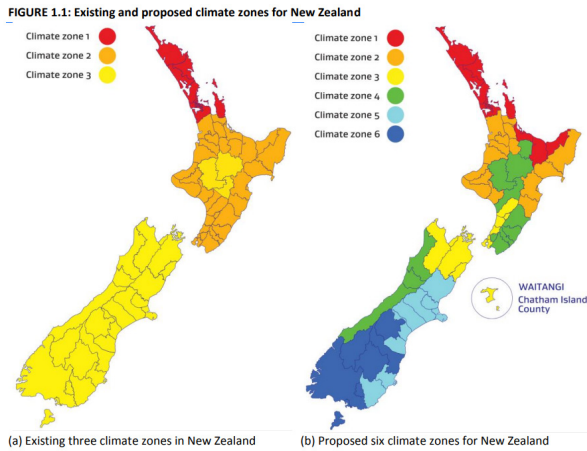 FIGURE 1.1: Existing and proposed climate zones for New Zealand
Climate zone 1
Climate zone 2
Climate zone 3
Climate zone 1
Climate zone 2
Climate zone 3
Climate zone 4
Climate zone 5
Climate zone 6
WAITANGI
Chatham Island
County
(a) Existing three climate zones in New Zealand
(b) Proposed six climate zones for New Zealand